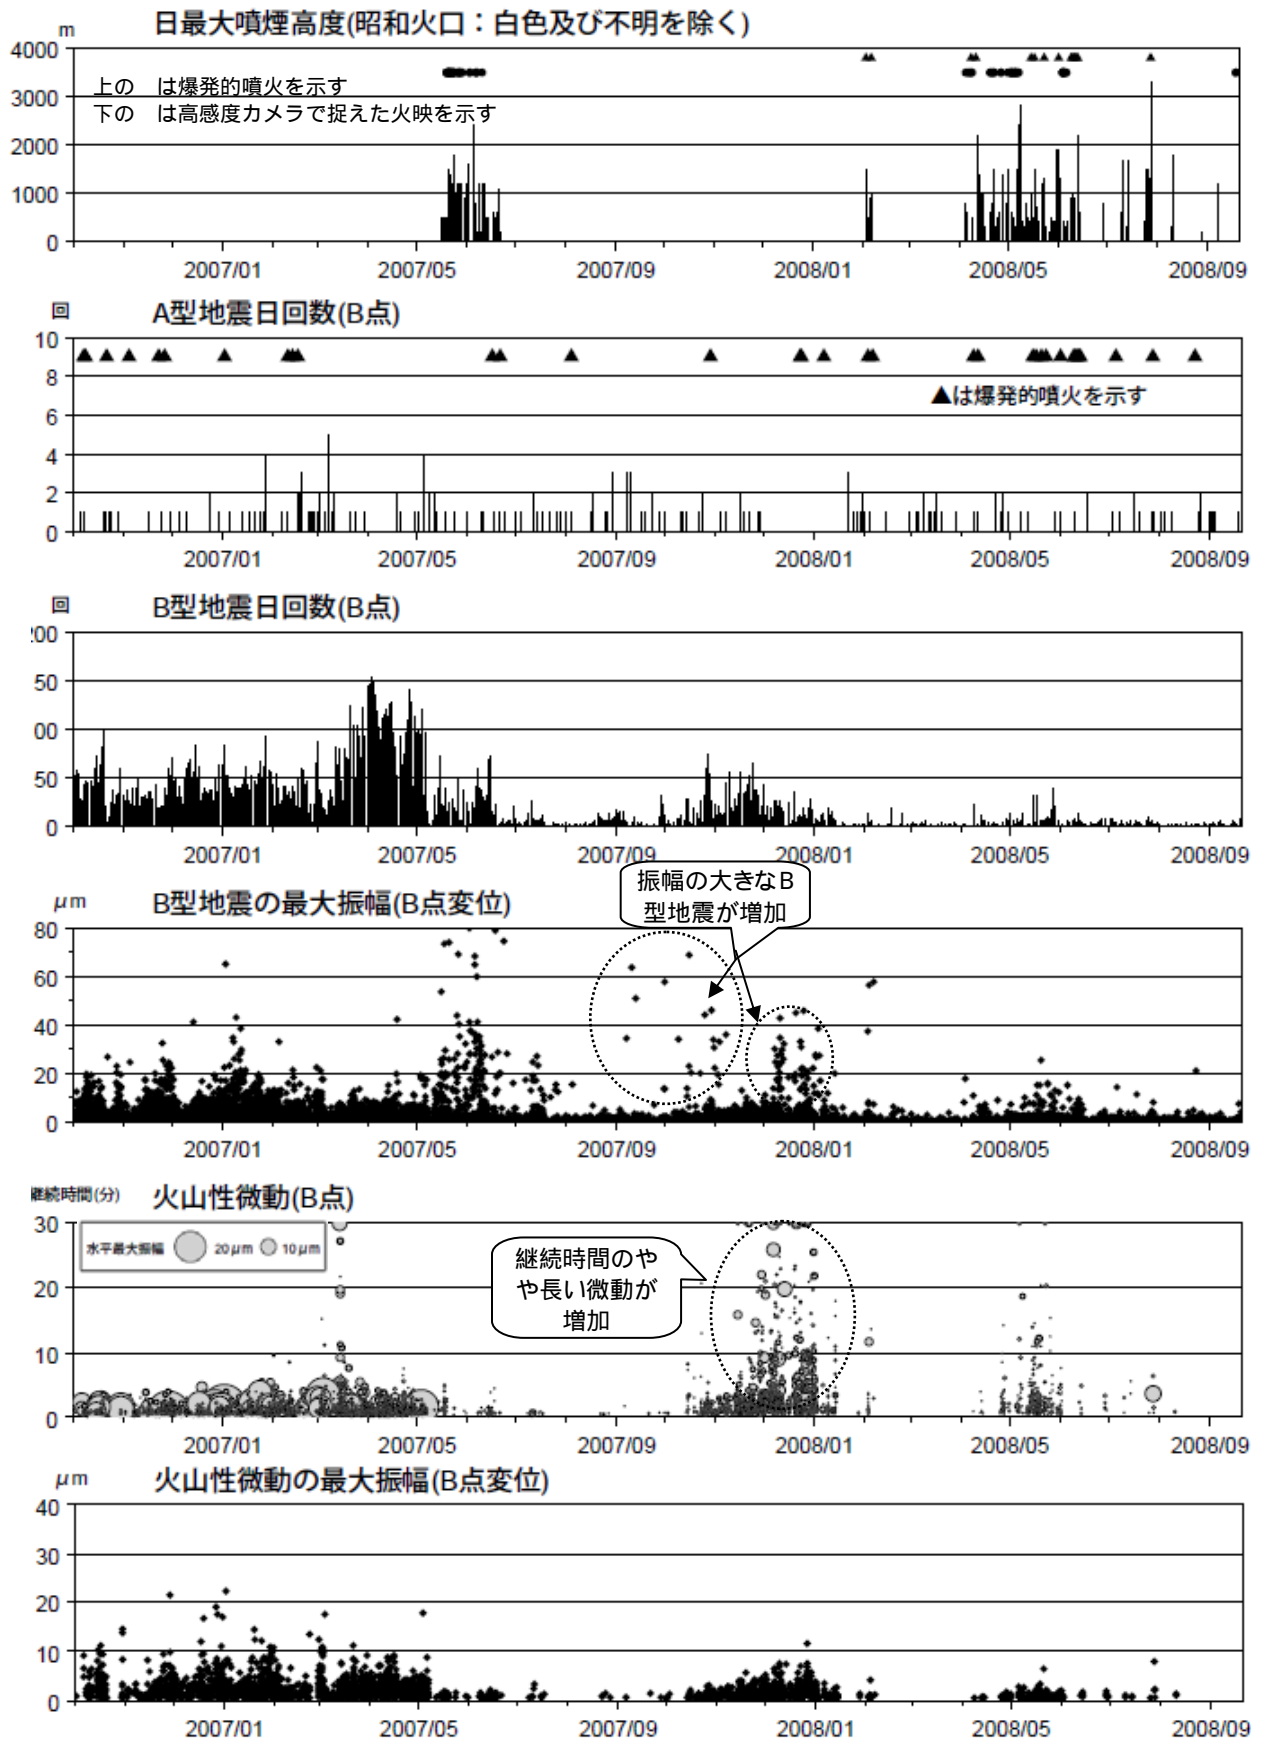 m
日最大噴煙高度(昭和火口：白色及び不明を除く)
4000
3000
2000
1000
0
上の　は爆発的噴火を示す
下の　は高感度カメラで捉えた火映を示す
2007/01 2007/05 2007/09 2008/01 2008/05 2008/09
回
A型地震日回数(B点)
10
8
6
4
2
0
▲は爆発的噴火を示す
2007/01 2007/05 2007/09 2008/01 2008/05 2008/09
回
B型地震日回数(B点)
00
50
00
50
0
2007/01 2007/05 2007/09 2008/01 2008/05 2008/09
振幅の大きなB
型地震が増加
μm
B型地震の最大振幅(B点変位)
80
60
40
20
0
2007/01 2007/05 2007/09 2008/01 2008/05 2008/09
継続時間(分)
火山性微動(B点)
30
20
10
0
水平最大振幅 20μm 10μm
継続時間のや
や長い微動が
増加
2007/01 2007/05 2007/09 2008/01 2008/05 2008/09
μm
火山性微動の最大振幅(B点変位)
40
30
20
10
0
2007/01 2007/05 2007/09 2008/01 2008/05 2008/09